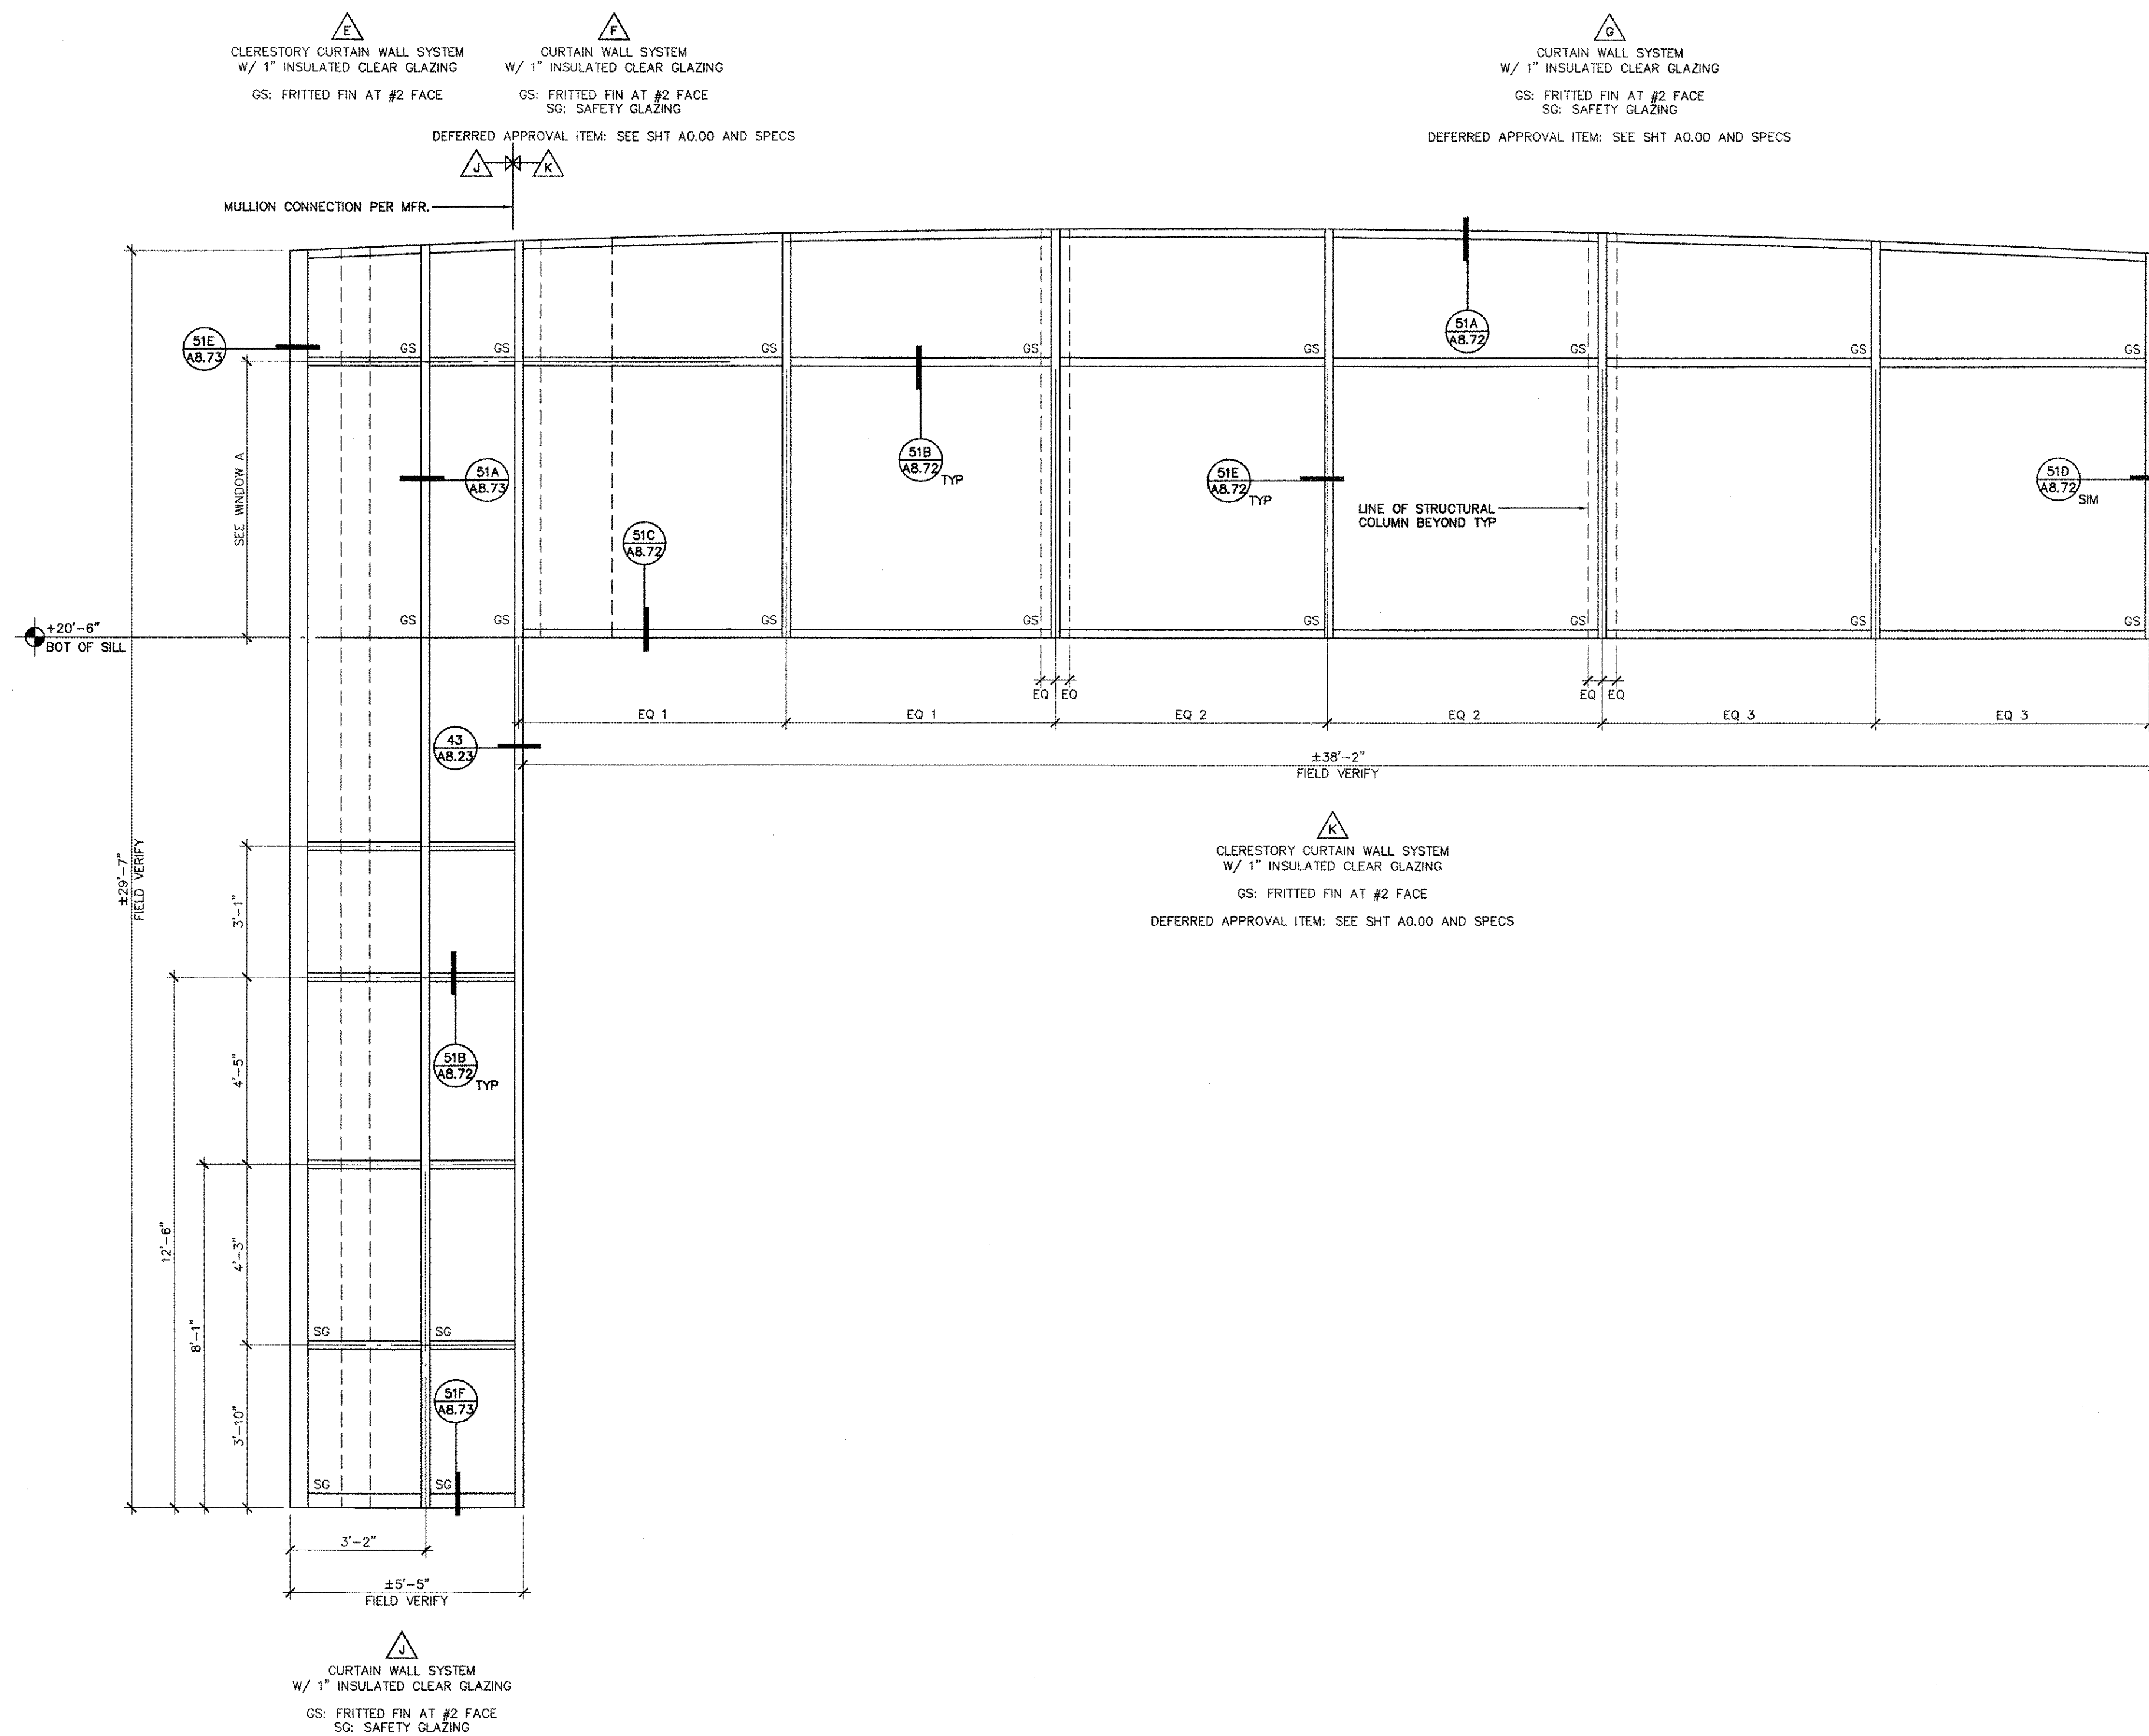 E
CLERESTORY CURTAIN WALL SYSTEM
W/ 1" INSULATED CLEAR GLAZING
GS: FRITTED FIN AT #2 FACE
F
CURTAIN WALL SYSTEM
W/ 1" INSULATED CLEAR GLAZING
GS: FRITTED FIN AT #2 FACE
SG: SAFETY GLAZING
DEFERRED APPROVAL ITEM: SEE SHT A0.00 AND SPECS
G
CURTAIN WALL SYSTEM
W/ 1" INSULATED CLEAR GLAZING
GS: FRITTED FIN AT #2 FACE
SG: SAFETY GLAZING
DEFERRED APPROVAL ITEM: SEE SHT A0.00 AND SPECS
J
K
MULLION CONNECTION PER MFR.
51E
A8.73
GS
GS
GS
GS
GS
GS
GS
GS
51A
A8.72
SEE WINDOW A
51A
A8.73
51B
A8.72
TYP
51E
A8.72
TYP
LINE OF STRUCTURAL
COLUMN BEYOND TYP
51D
A8.72
SIM
51C
A8.72
GS
GS
GS
GS
GS
GS
GS
GS
+20'-6"
BOT OF SILL
EQ
EQ
EQ
EQ
EQ 1
EQ 1
EQ 2
EQ 2
EQ 3
EQ 3
43
A8.23
±38'-2"
FIELD VERIFY
K
CLERESTORY CURTAIN WALL SYSTEM
W/ 1" INSULATED CLEAR GLAZING
GS: FRITTED FIN AT #2 FACE
DEFERRED APPROVAL ITEM: SEE SHT A0.00 AND SPECS
±29'-7"
FIELD VERIFY
3'-1"
4'-5"
51B
A8.72
TYP
12'-6"
4'-3"
8'-1"
SG
SG
51F
A8.73
3'-10"
SG
SG
3'-2"
±5'-5"
FIELD VERIFY
J
CURTAIN WALL SYSTEM
W/ 1" INSULATED CLEAR GLAZING
GS: FRITTED FIN AT #2 FACE
SG: SAFETY GLAZING